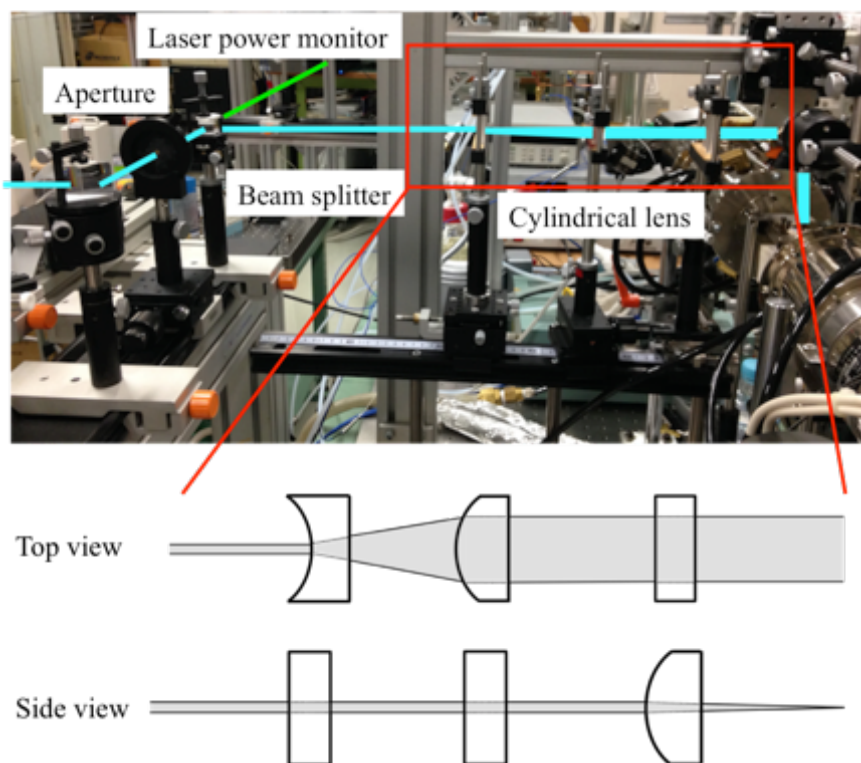 Laser power monitor
Aperture
Beam splitter
Cylindrical lens
Top view
Side view